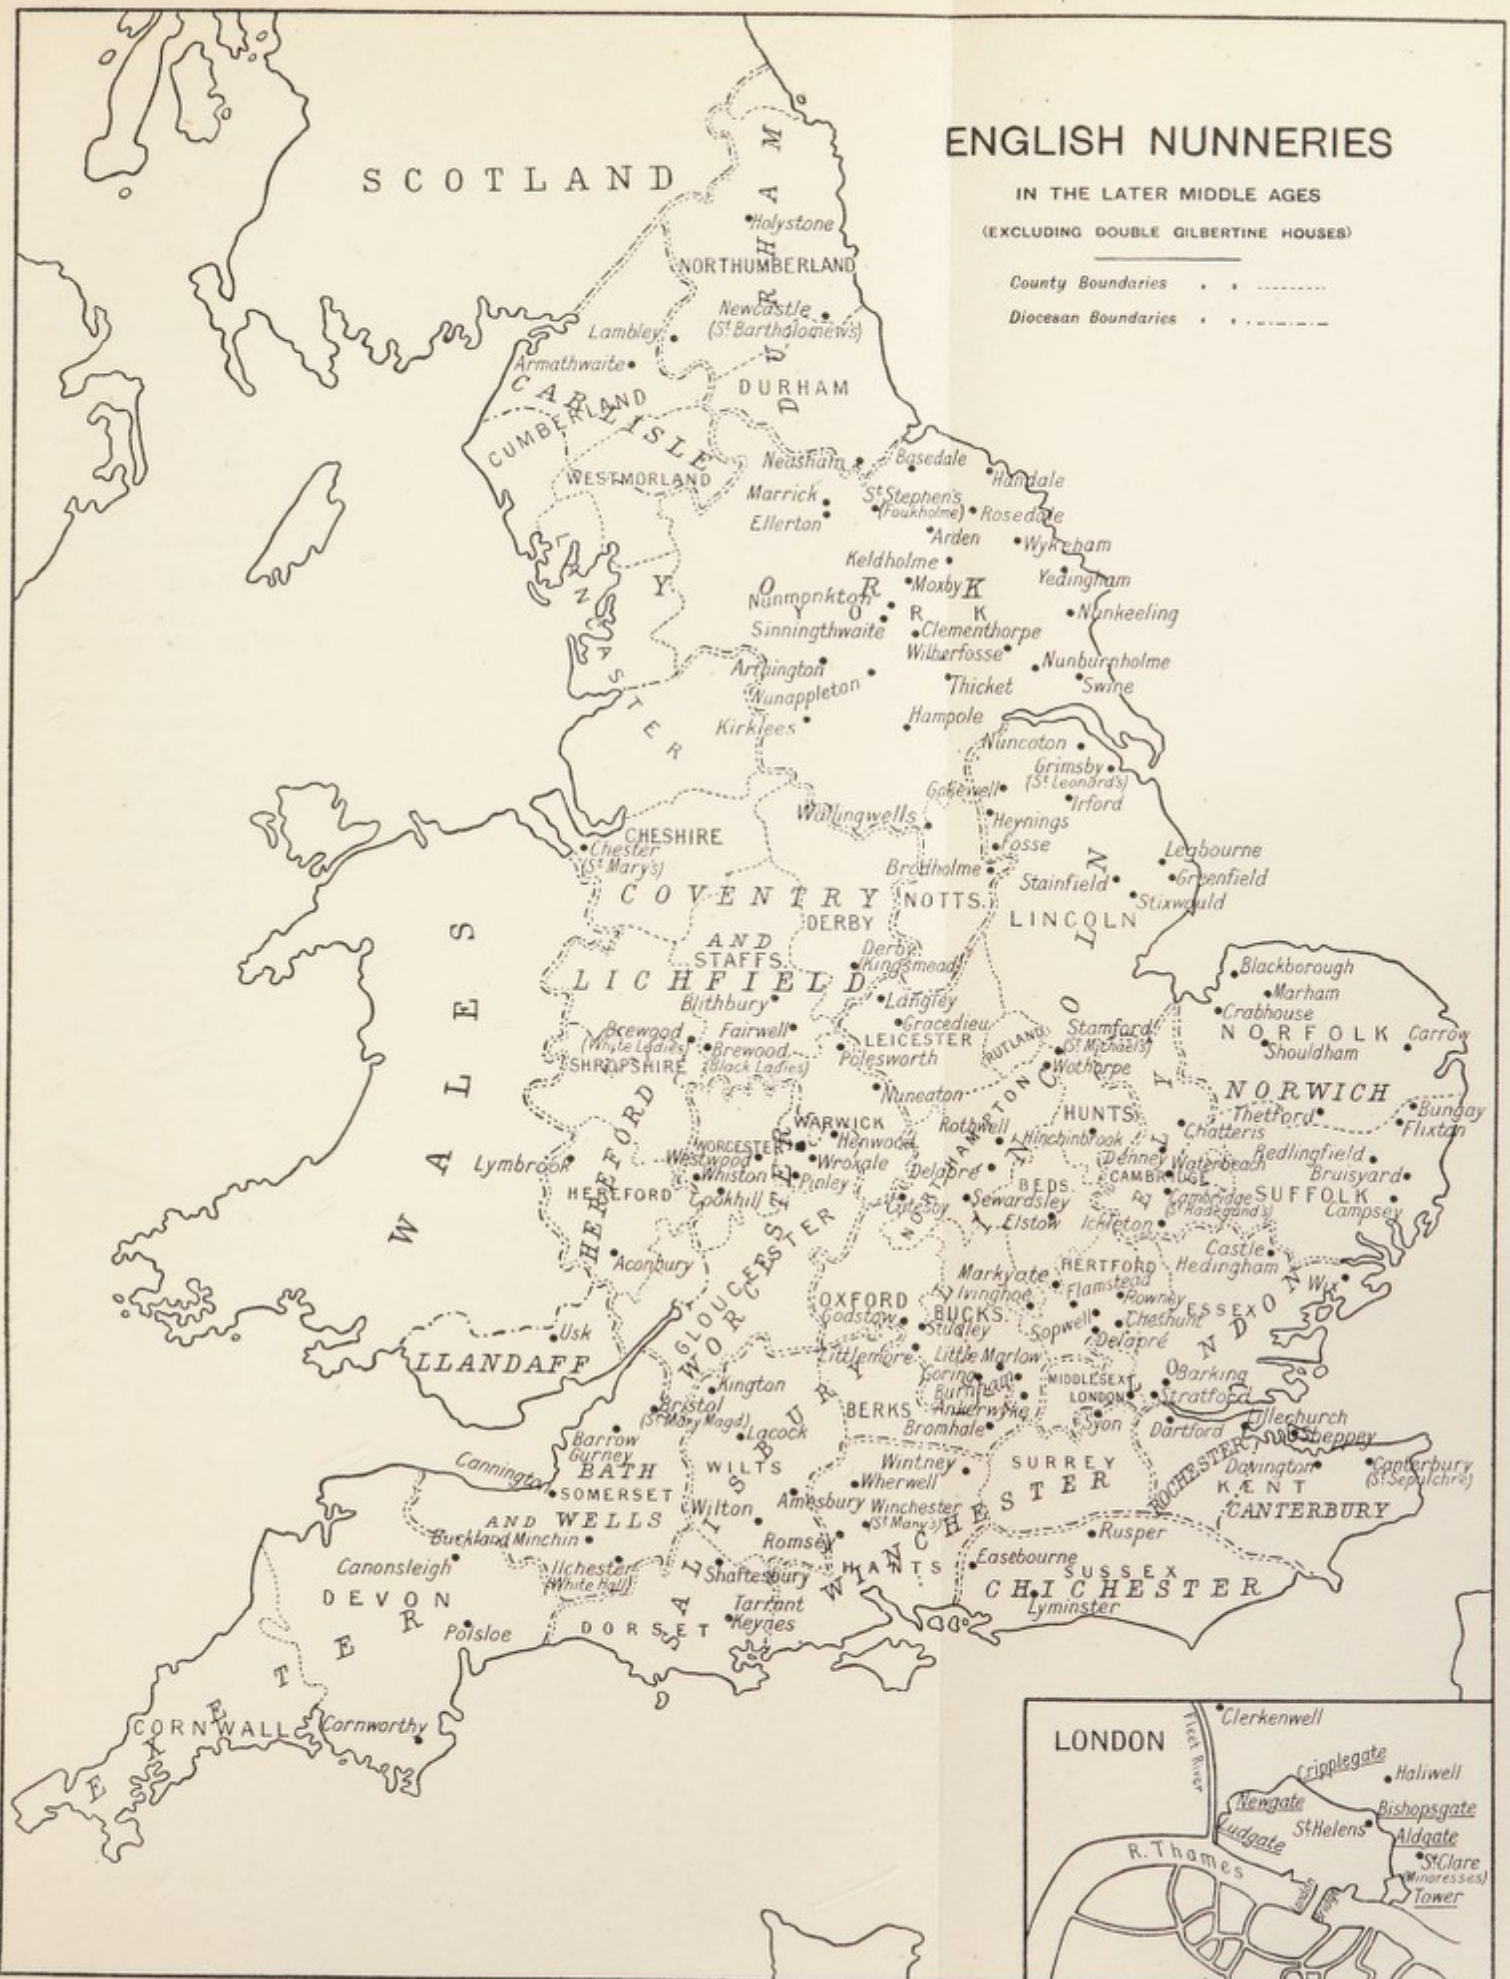 ENGLISH NUNNERIES
IN THE LATER MIDDLE AGES
(EXCLUDING DOUBLE GILBERTINE HOUSES)
County Boundaries
Diocesan Boundaries
SCOTLAND
DURHAM
Holystone
NORTHUMBERLAND
Newcastle
(St Bartholomew's)
Lambley
Armathwaite
CARLISLE
CUMBERLAND
DURHAM
WESTMORLAND
Neasham
Basedale
Handale
Marrick
St Stephen's
(Foukholme)
Rosedale
Ellerton
Arden
Wykeham
Keldholme
Yedingham
LANCASTER
YORK
Moxby
Nunmonkton
YORK
Nunkeeling
Sinningthwaite
Clementhorpe
Wilberfosse
Nunburnholme
Arthington
Thicket
Swine
Nunappleton
Kirklees
Hampole
Nuncoton
Grimsby
(St Leonard's)
Gokewell
Irford
Wallingwells
Heynings
CHESHIRE
Chester
(St Mary's)
Fosse
Legbourne
Brodholme
Stainfield
Greenfield
COVENTRY
NOTTS.
Stixwould
DERBY
LINCOLN
LINCOLN
AND
STAFFS.
Derby
Kingsmead
LICHFIELD
Blithbury
Langley
Blackborough
Marham
Crabhouse
Brewood
(White Ladies)
Fairwell
Gracedieu
LEICESTER
RUTLAND
Stamford
(St Michael's)
NORFOLK
Carrow
Shouldham
Brewood
(Black Ladies)
Polesworth
SHROPSHIRE
Wothorpe
Nuneaton
NORWICH
ELY
Thetford
Bungay
Flixton
HUNTS
WARWICK
Rothwell
Hinchinbrook
Chatteris
Henwood
WORCESTER
Westwood
Wroxale
Denney
Waterbeach
Redlingfield
Lymbrook
Whiston
Pinley
Delapré
CAMBRIDGE
Bruisyard
HEREFORD
HEREFORD
Cookhill
BEDS.
Cambridge
(St Radegund's)
SUFFOLK
Campsey
Catesby
NORTHAMPTON
Sewardsley
Elstow
Ickleton
WALES
Aconbury
GLOUCESTER
WORCESTER
Castle
Hedingham
Markyate
HERTFORD
Wix
Ivinghoe
Flamstead
Rowney
ESSEX
LONDON
OXFORD
Godstow
BUCKS.
Studley
Sopwell
Cheshunt
Delapré
Usk
LLANDAFF
Littlemore
Little Marlow
Goring
Burnham
MIDDLESEX
LONDON
Barking
Stratford
Kington
Bristol
(St Mary Magd.)
Lacock
BERKS
Ankerwyke
Bromhale
Syon
Dartford
Lillechurch
Sheppey
Barrow
Gurney
BATH
WILTS
SALISBURY
Wintney
SURREY
ROCHESTER
Davington
Canterbury
(St Sepulchre)
Cannington
SOMERSET
Wherwell
KENT
CANTERBURY
AND WELLS
Wilton
Amesbury
Winchester
(St Mary's)
WINCHESTER
Buckland Minchin
Romsey
Rusper
Canonsleigh
Ilchester
(White Hall)
Shaftesbury
HANTS
Easebourne
SUSSEX
CHICHESTER
DEVON
Tarrant
Keynes
Lyminster
EXETER
Polsloe
DORSET
CORNWALL
Cornworthy
LONDON
Fleet River
Clerkenwell
Cripplegate
Haliwell
Newgate
Bishopsgate
St Helens
Ludgate
Aldgate
R. Thames
St Clare
(Minoresses)
Tower
London
Bridge